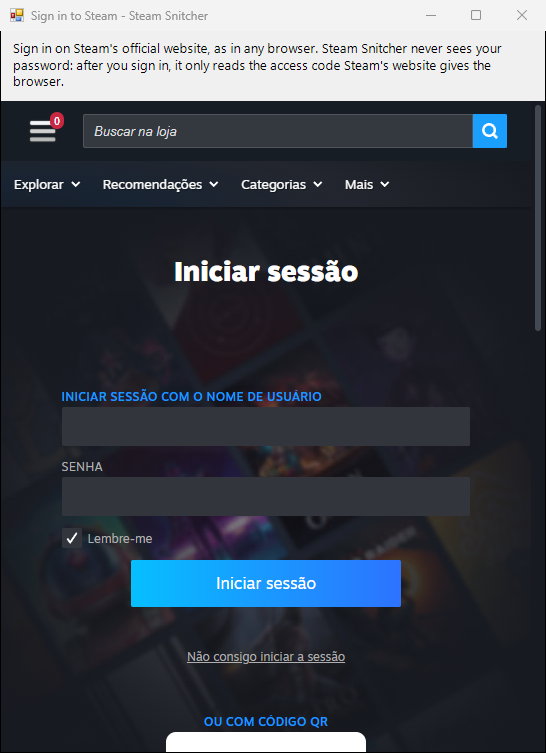 Sign in to Steam - Steam Snitcher
Sign in on Steam's official website, as in any browser. Steam Snitcher never sees your
password: after you sign in, it only reads the access code Steam's website gives the
browser.
0
Buscar na loja
Explorar Recomendações Categorias Mais
Iniciar sessão
INICIAR SESSÃO COM O NOME DE USUÁRIO
SENHA
Lembre-me
Iniciar sessão
Não consigo iniciar a sessão
OU COM CÓDIGO QR